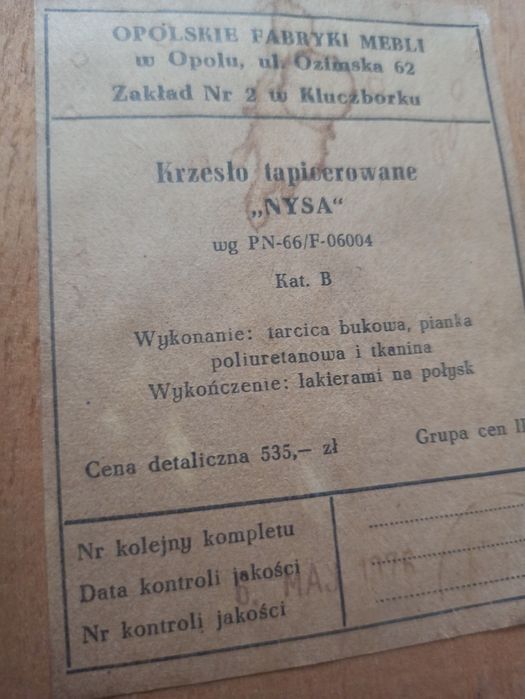 OPOLSKIE FABRYKI MEBLI
w Opolu, ul. Ozimska 62
Zakład Nr 2 w Kluczborku
Krzesło tapicerowane
„NYSA“
wg PN-66/F-06004
Kat. B
Wykonanie: tarcica bukowa, pianka
poliuretanowa i tkanina
Wykończenie: lakierami na połysk
Cena detaliczna 535,— zł
Grupa cen II
Nr kolejny kompletu
Data kontroli jakości
MAJ
Nr kontroli jakości